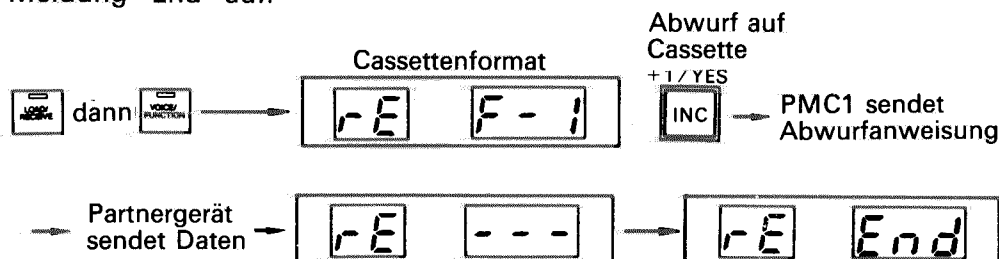 Meldung "End" auf.
Abwurf auf
Cassette
Cassettenformat
+1/YES
LOAD/
RECEIVE
dann
VOICE/
FUNCTION
rE F-1
INC
PMC1 sendet
Abwurfanweisung
Partnergerät
sendet Daten
rE ---
rE End